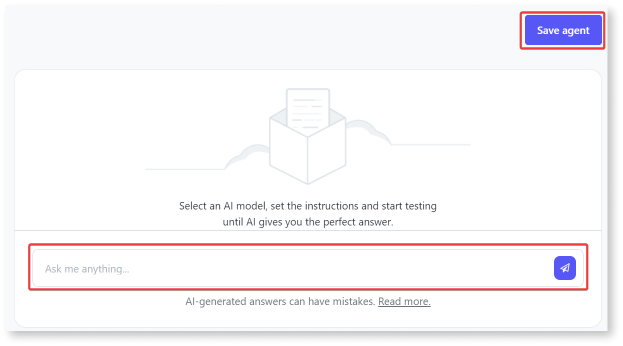 Save agent
Select an AI model, set the instructions and start testing
until AI gives you the perfect answer.
Ask me anything...
AI-generated answers can have mistakes. Read more.